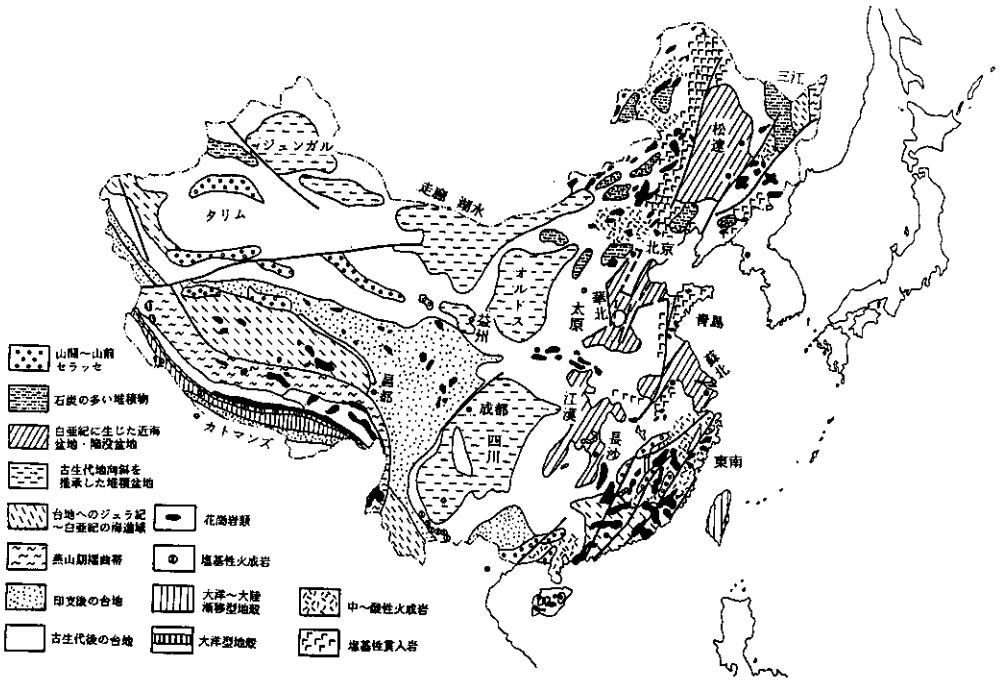 三江
松遼
ジュンガル
タリム
走廊 潮水
北京
オルドス
太原
華北
青島
蘇北
益州
昌都
成都
四川
江漢
長沙
東南
カトマンズ
山間〜山前
セラッセ
石炭の多い堆積物
白亜紀に生じた近海
盆地・陥没盆地
古生代地向斜を
継承した堆積盆地
台地へのジュラ紀
〜白亜紀の海進域
燕山期褶曲帯
印支後の台地
古生代後の台地
花崗岩類
塩基性火成岩
大洋〜大陸
漸移型地殻
大洋型地殻
中〜酸性火成岩
塩基性貫入岩